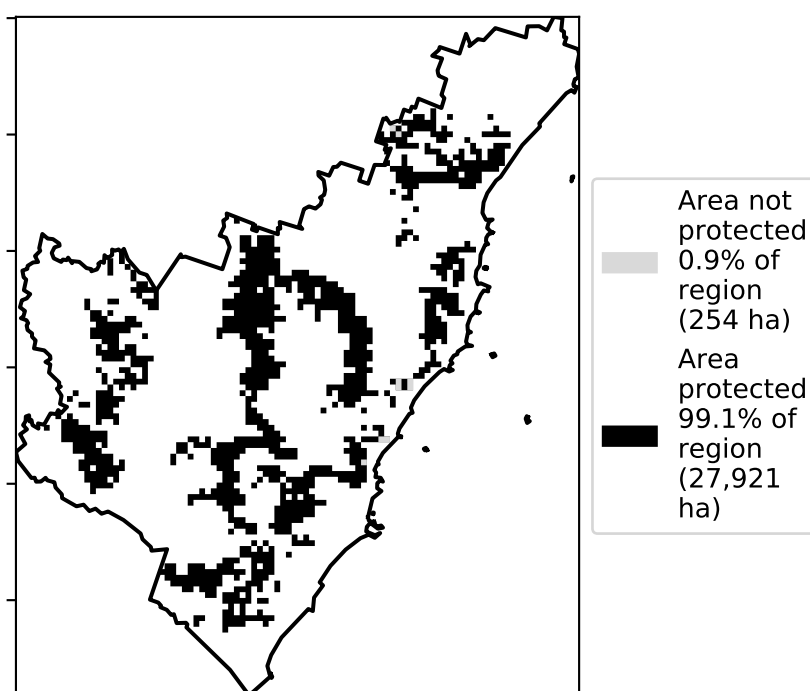 Area not
protected
0.9% of
region
(254 ha)
Area
protected
99.1% of
region
(27,921
ha)